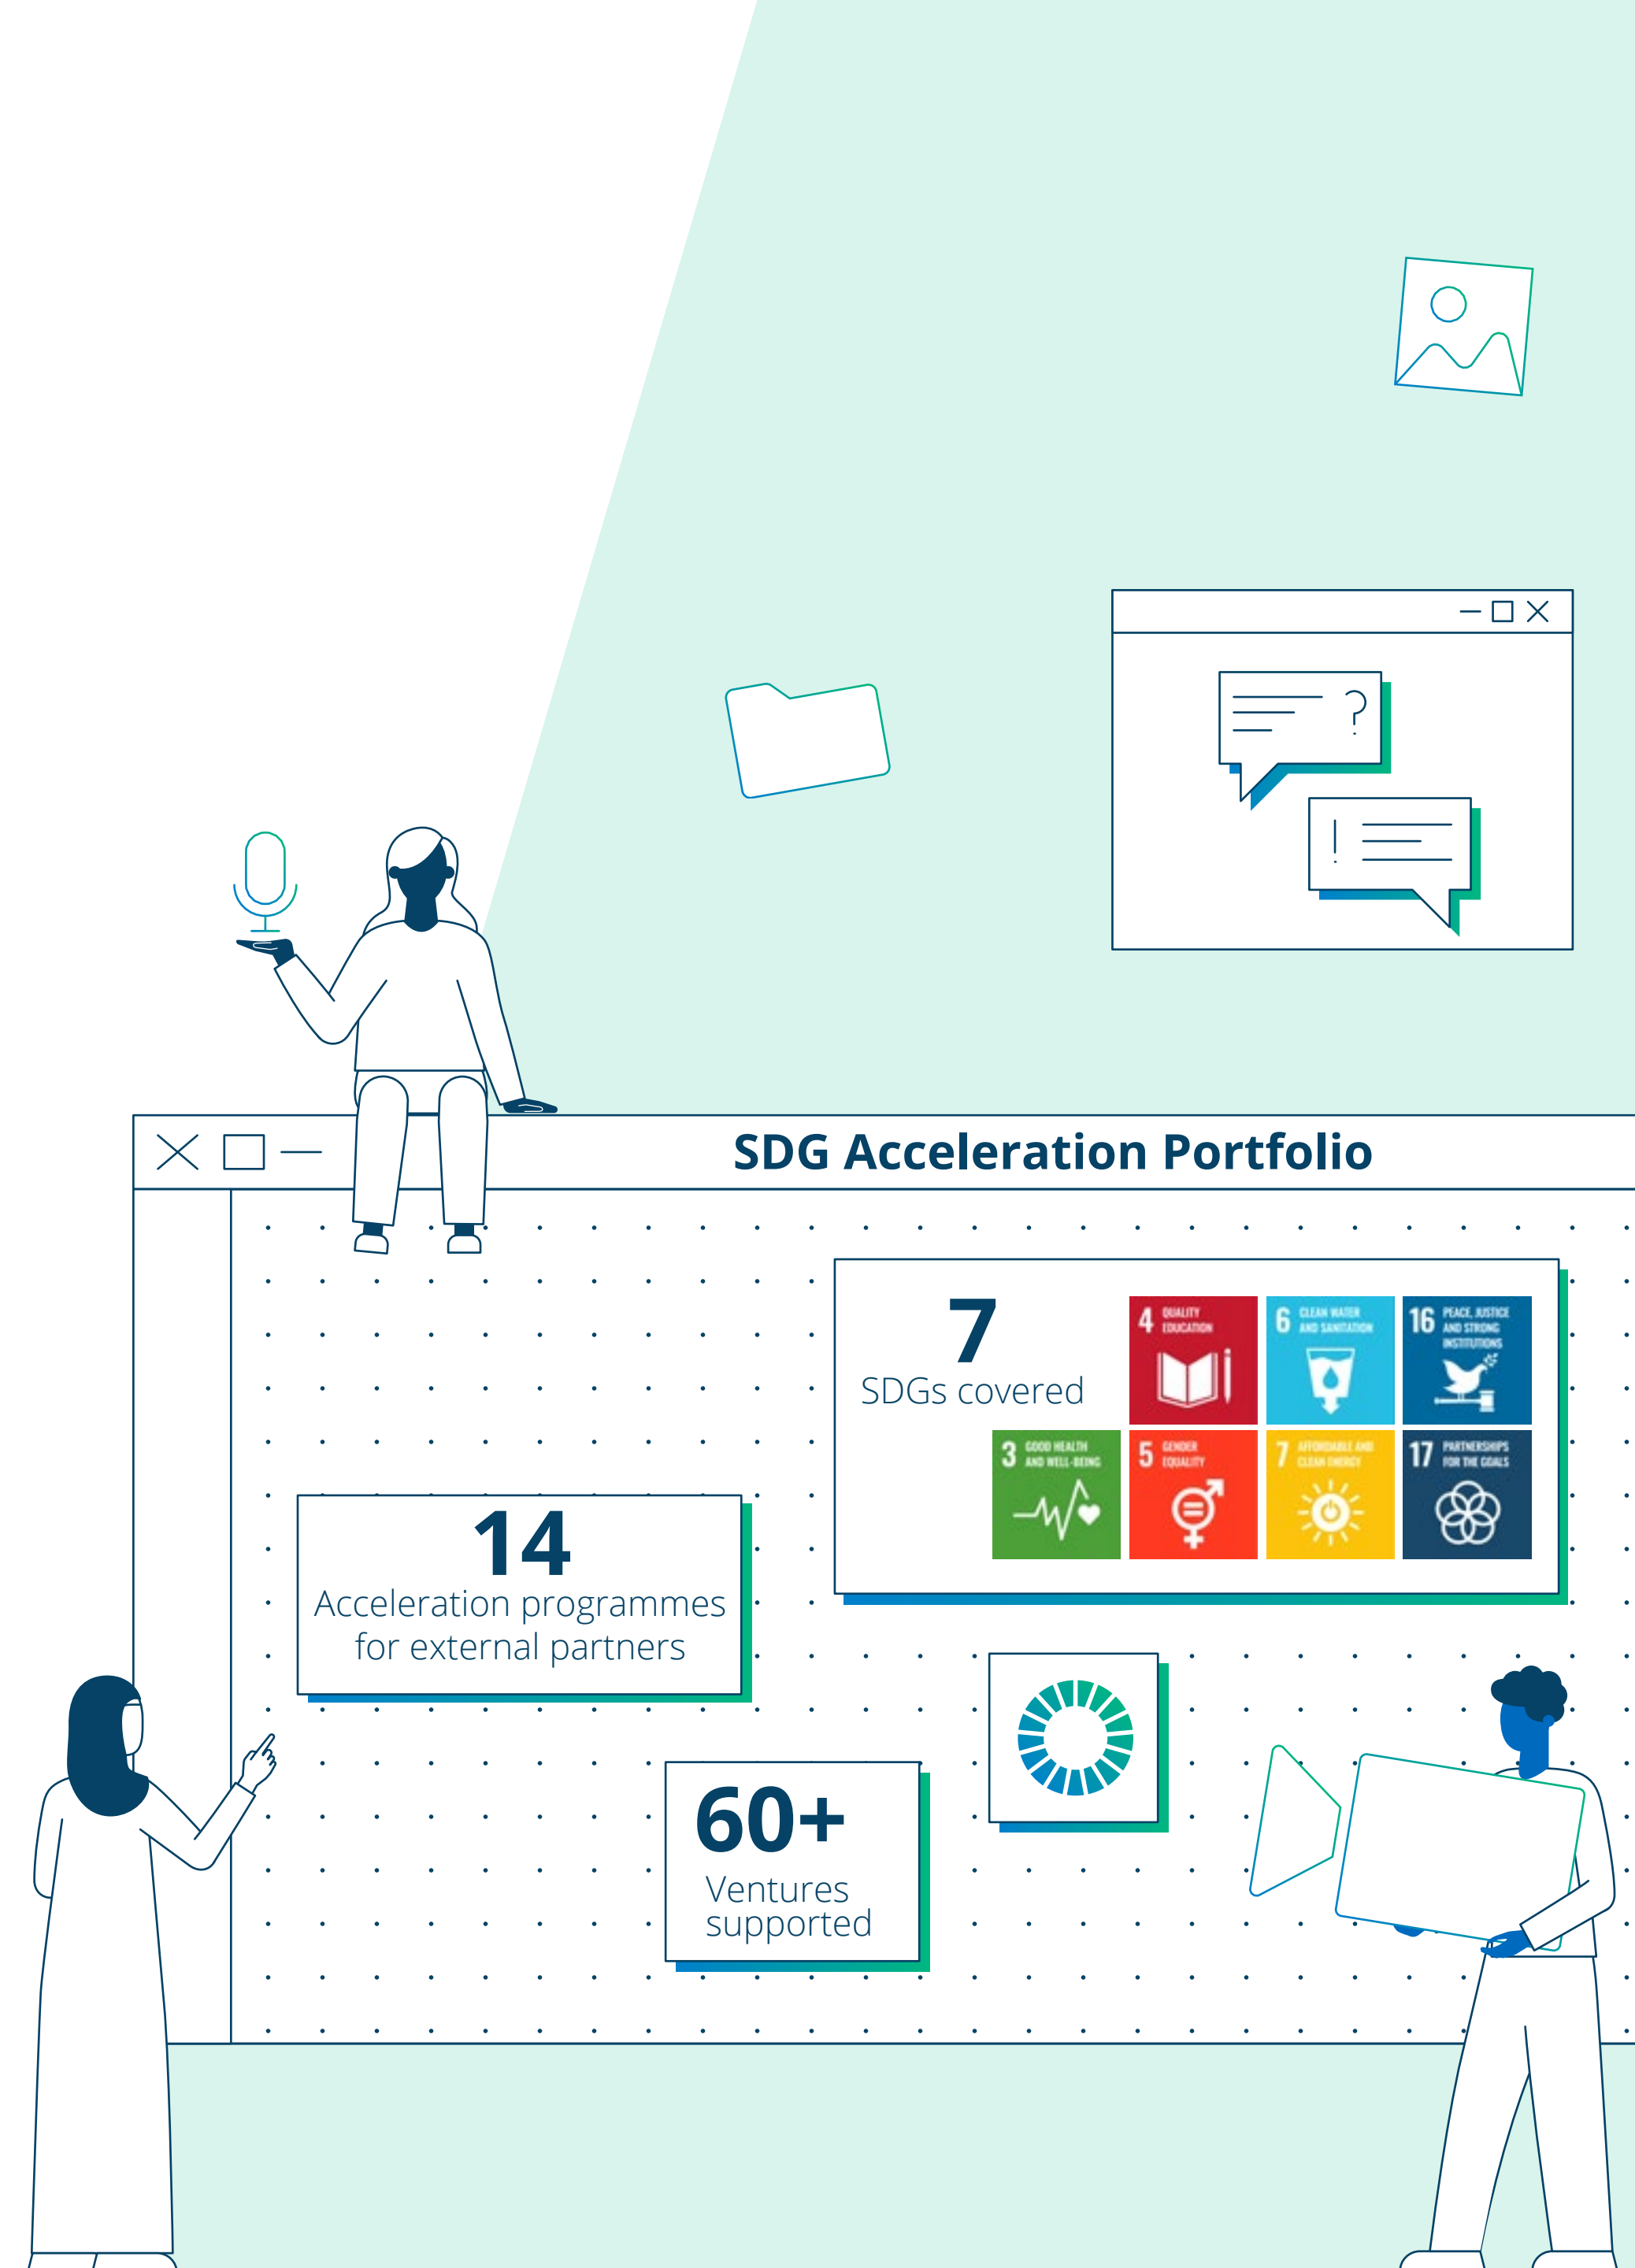 SDG Acceleration Portfolio
7
SDGs covered
4 QUALITY
EDUCATION
6 CLEAN WATER
AND SANITATION
16 PEACE, JUSTICE
AND STRONG
INSTITUTIONS
3 GOOD HEALTH
AND WELL-BEING
5 GENDER
EQUALITY
7 AFFORDABLE AND
CLEAN ENERGY
17 PARTNERSHIPS
FOR THE GOALS
14
Acceleration programmes
for external partners
60+
Ventures
supported
?
!